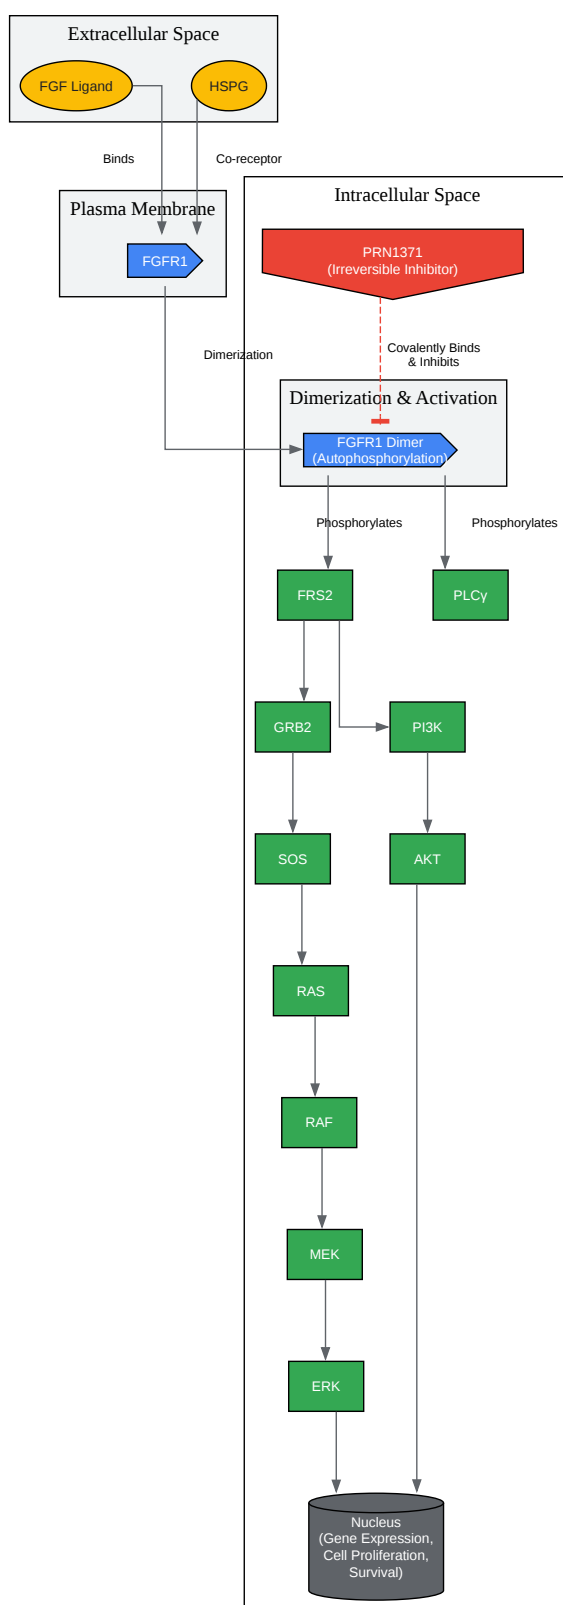 Extracellular Space
FGF Ligand
HSPG
Binds
Co-receptor
Plasma Membrane
FGFR1
Intracellular Space
PRN1371
(Irreversible Inhibitor)
Dimerization
Covalently Binds
& Inhibits
Dimerization & Activation
FGFR1 Dimer
(Autophosphorylation)
Phosphorylates
Phosphorylates
FRS2
PLCγ
GRB2
PI3K
SOS
AKT
RAS
RAF
MEK
ERK
Nucleus
(Gene Expression,
Cell Proliferation,
Survival)